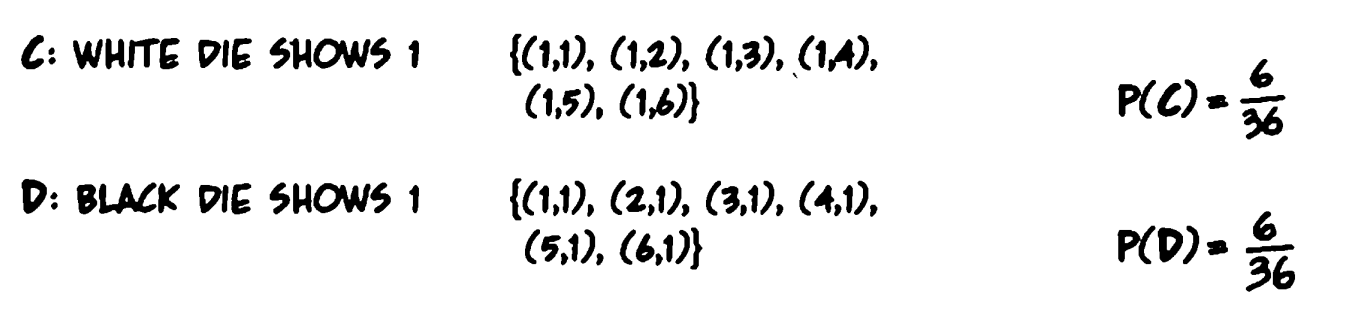 C: WHITE DIE SHOWS 1 {(1,1), (1,2), (1,3), (1,4),
(1,5), (1,6)}
P(C) = 6/36
D: BLACK DIE SHOWS 1 {(1,1), (2,1), (3,1), (4,1),
(5,1), (6,1)}
P(D) = 6/36